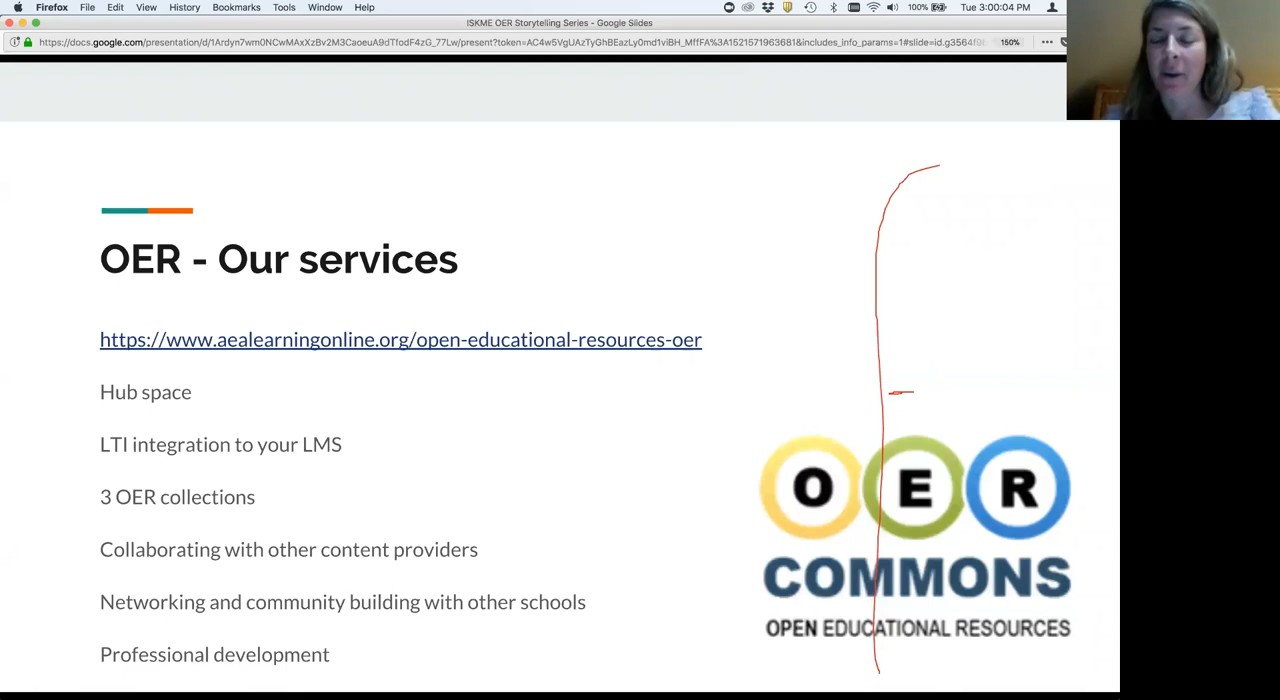 Firefox File Edit View History Bookmarks Tools Window Help 100% Tue 3:00:04 PM
ISKME OER Storytelling Series - Google Slides
150%
OER - Our services
https://www.aealearningonline.org/open-educational-resources-oer
Hub space
LTI integration to your LMS
3 OER collections
Collaborating with other content providers
Networking and community building with other schools
Professional development
O E R
COMMONS
OPEN EDUCATIONAL RESOURCES